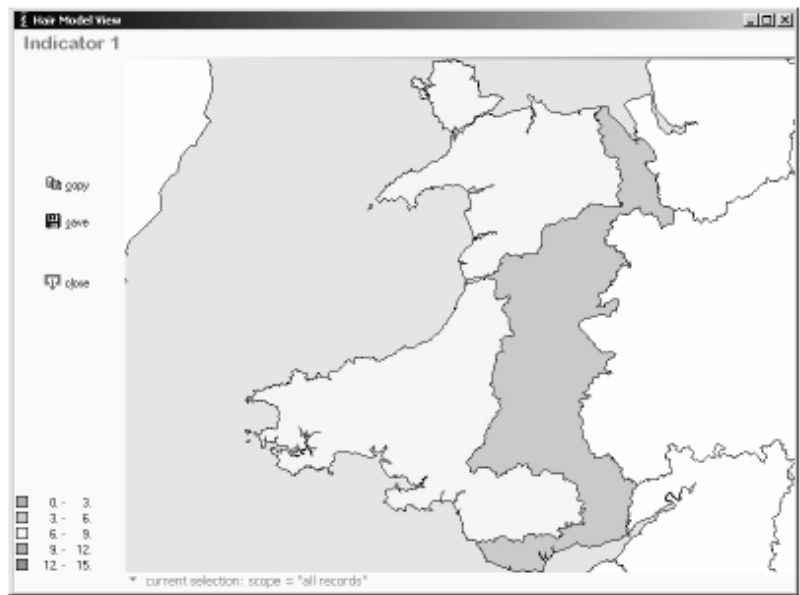 Hair Model View
Indicator 1
copy
save
close
0. - 3.
3. - 6.
6. - 9.
9. - 12.
12. - 15.
current selection: scope = "all records"